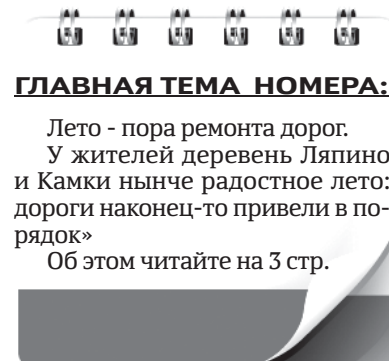 ГЛАВНАЯ ТЕМА НОМЕРА:
Лето - пора ремонта дорог.
У жителей деревень Ляпино
и Камки нынче радостное лето:
дороги наконец-то привели в по-
рядок»
Об этом читайте на 3 стр.